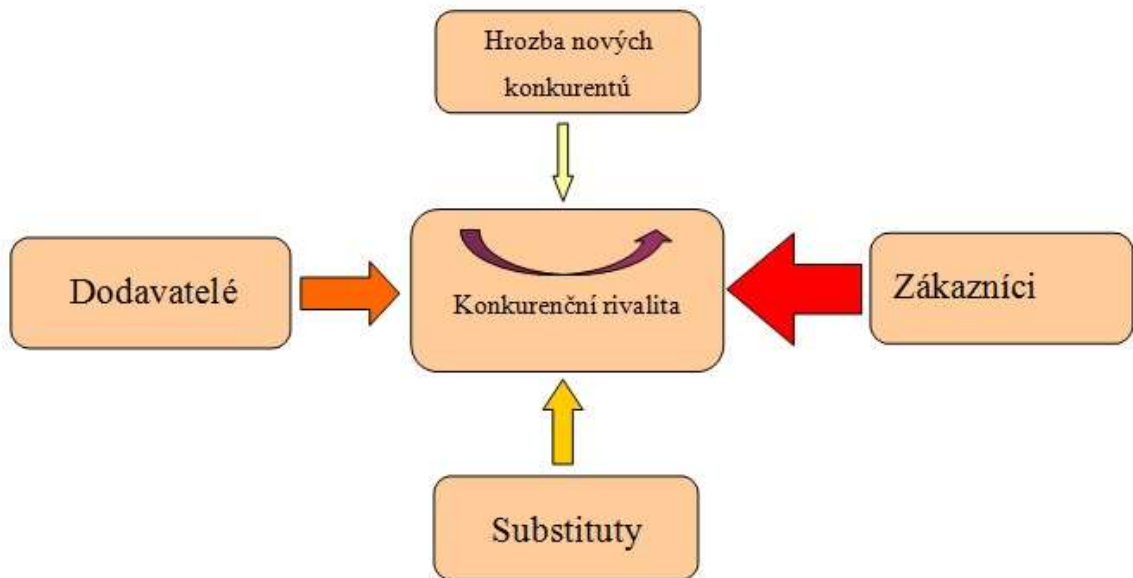 Hrozba nových
konkurentů
Dodavatelé
Konkurenční rivalita
Zákazníci
Substituty